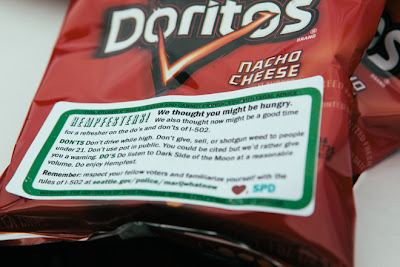 Doritos
BRAND
NACHO
CHEESE
HEMPFESTERS! We thought you might be hungry.
We also thought now might be a good time
for a refresher on the do's and don'ts of I-502.
DON'TS Don't drive while high. Don't give, sell, or shotgun weed to people
under 21. Don't use pot in public. You could be cited but we'd rather give
you a warning. DO'S Do listen to Dark Side of the Moon at a reasonable
volume. Do enjoy Hempfest.
Remember: respect your fellow voters and familiarize yourself with the
rules of I-502 at seattle.gov/police/marijwhatnow
❤, SPD